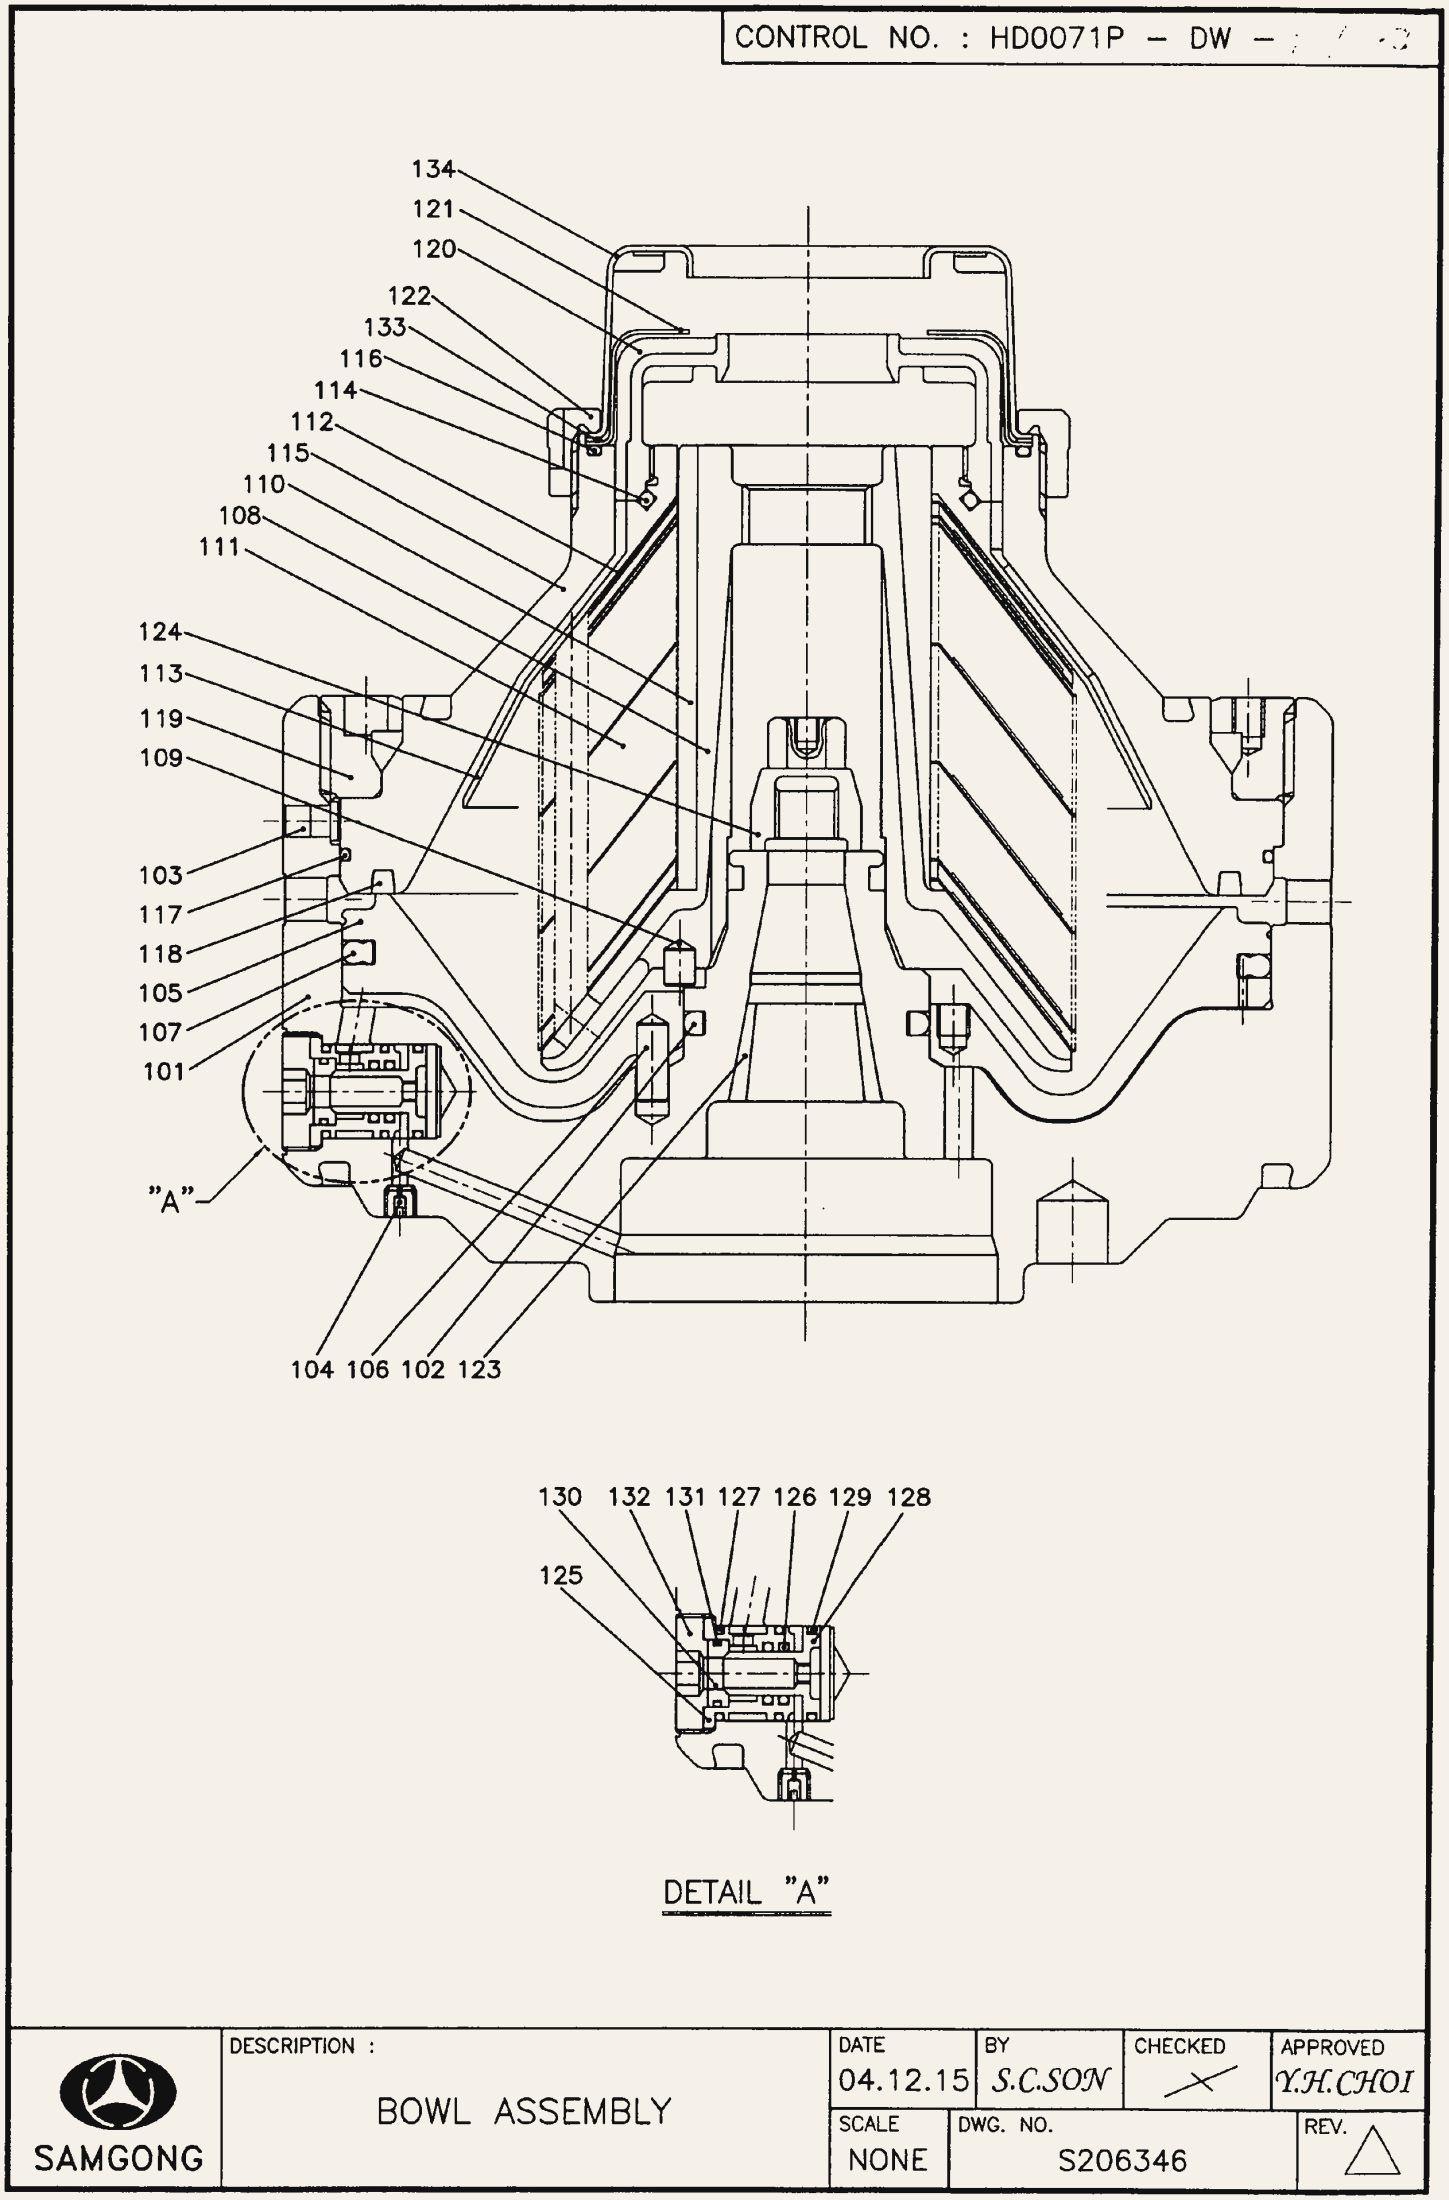 CONTROL NO. : HD0071P - DW -
134
121
120
122
133
116
114
112
115
110
108
111
124
113
119
109
103
117
118
105
107
101
"A"
104 106 102 123
130 132 131 127 126 129 128
125
DETAIL "A"
SAMGONG
DESCRIPTION :
BOWL ASSEMBLY
DATE
04.12.15
BY
S.C.SON
CHECKED
APPROVED
Y.H.CHOI
SCALE
NONE
DWG. NO.
S206346
REV.